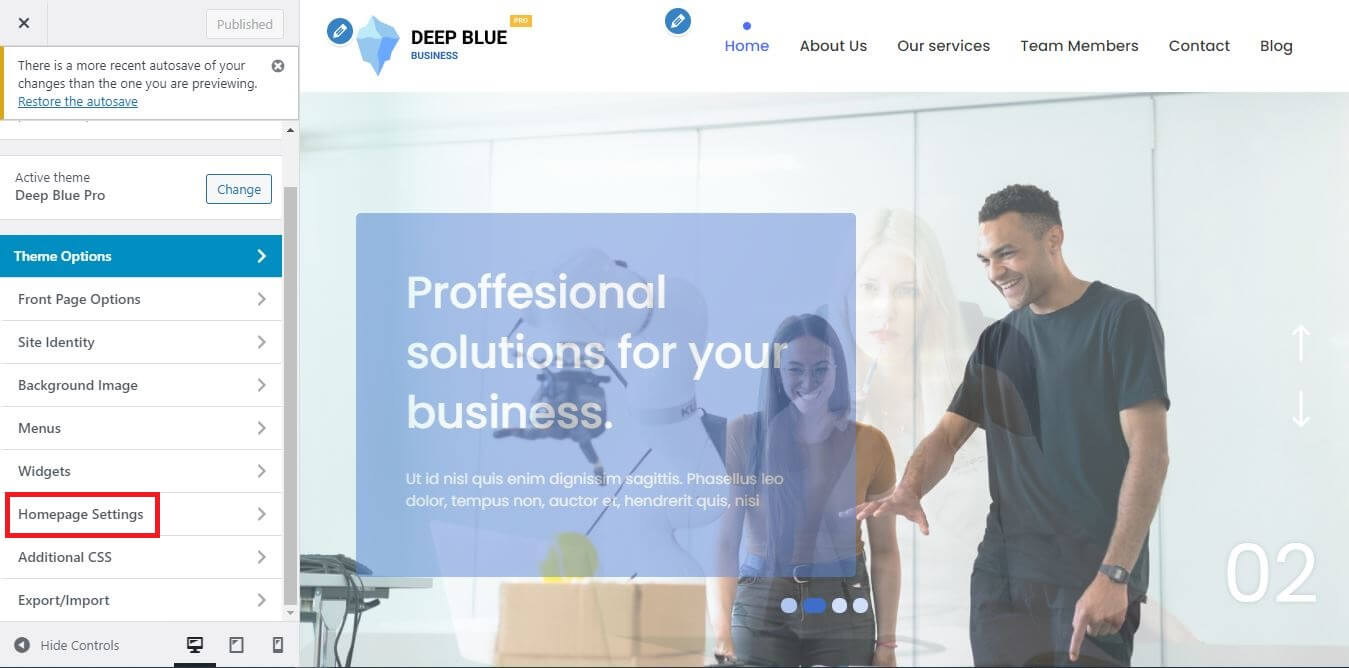 Published
There is a more recent autosave of your
changes than the one you are previewing.
Restore the autosave
Active theme
Deep Blue Pro
Change
Theme Options
Front Page Options
Site Identity
Background Image
Menus
Widgets
Homepage Settings
Additional CSS
Export/Import
Hide Controls
DEEP BLUE
PRO
BUSINESS
Home
About Us
Our services
Team Members
Contact
Blog
Proffesional
solutions for your
business.
Ut id nisl quis enim dignissim sagittis. Phasellus leo
dolor, tempus non, auctor et, hendrerit quis, nisi
02